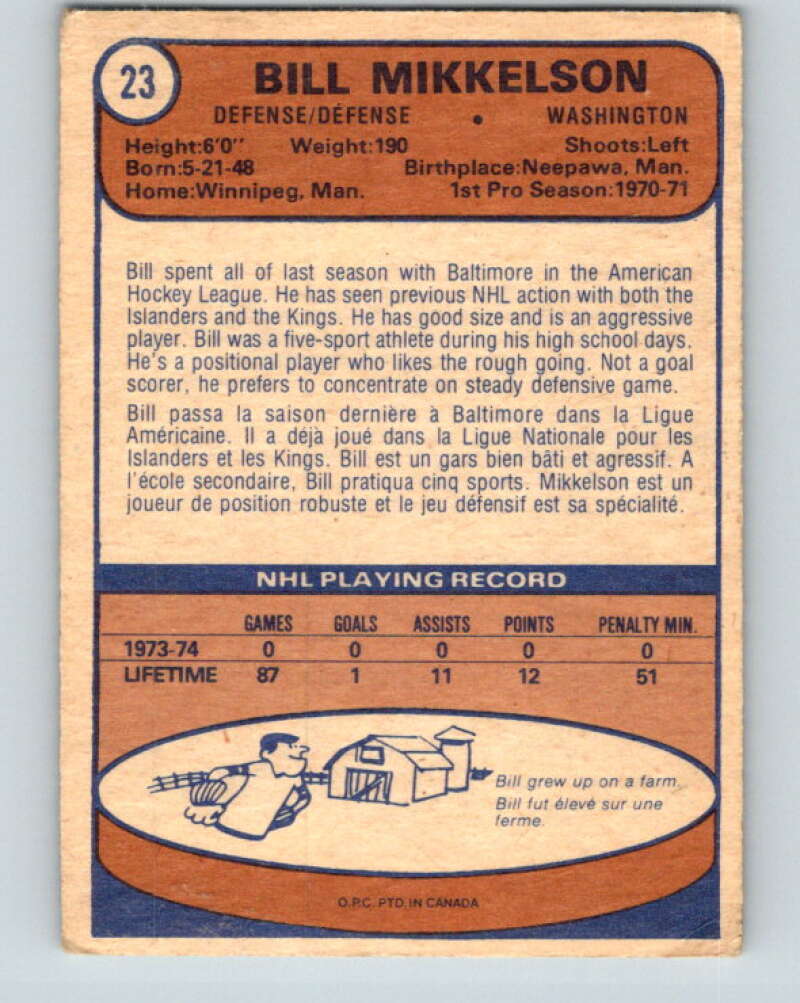 23
BILL MIKKELSON
DEFENSE/DÉFENSE • WASHINGTON
Height:6'0'' Weight:190 Shoots:Left
Born:5-21-48 Birthplace:Neepawa, Man.
Home:Winnipeg, Man. 1st Pro Season:1970-71
Bill spent all of last season with Baltimore in the American
Hockey League. He has seen previous NHL action with both the
Islanders and the Kings. He has good size and is an aggressive
player. Bill was a five-sport athlete during his high school days.
He's a positional player who likes the rough going. Not a goal
scorer, he prefers to concentrate on steady defensive game.
Bill passa la saison dernière à Baltimore dans la Ligue
Américaine. Il a déjà joué dans la Ligue Nationale pour les
Islanders et les Kings. Bill est un gars bien bâti et agressif. A
l'école secondaire, Bill pratiqua cinq sports. Mikkelson est un
joueur de position robuste et le jeu défensif est sa spécialité.
NHL PLAYING RECORD
GAMES GOALS ASSISTS POINTS PENALTY MIN.
1973-74 0 0 0 0 0
LIFETIME 87 1 11 12 51
Bill grew up on a farm.
Bill fut élevé sur une
ferme.
O.P.C. PTD. IN CANADA